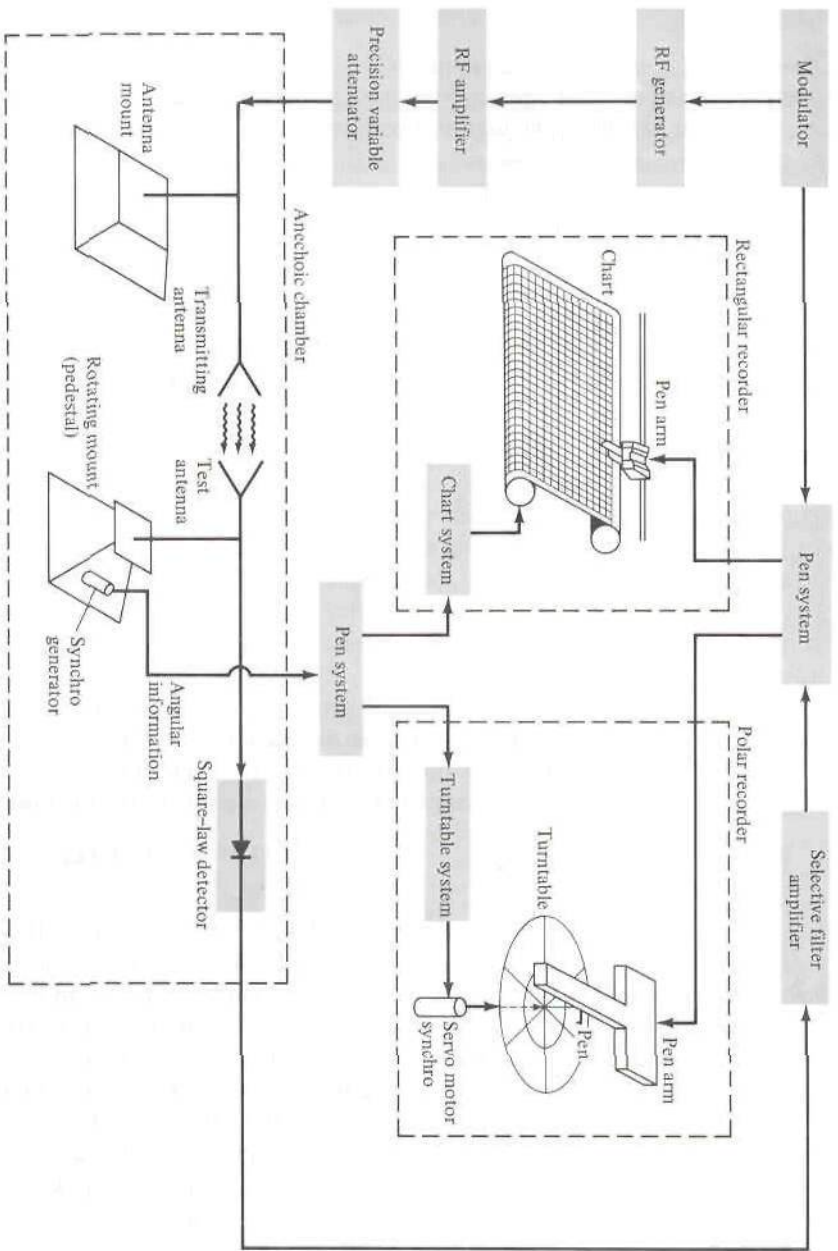 Modulator
RF generator
RF amplifier
Precision variable
attenuator
Pen system
Selective filter
amplifier
Rectangular recorder
Chart
Pen arm
Chart system
Polar recorder
Turntable
Pen
Pen arm
Turntable system
Servo motor
synchro
Pen system
Anechoic chamber
Antenna
mount
Transmitting
antenna
Test
antenna
Rotating mount
(pedestal)
Synchro
generator
Angular
information
Square-law detector